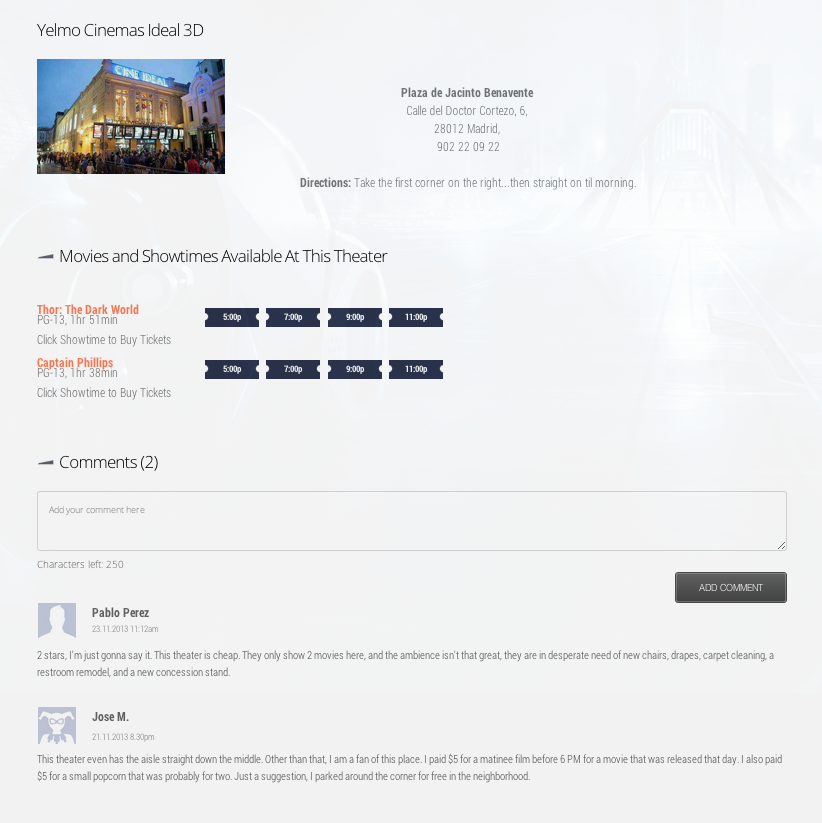 Yelmo Cinemas Ideal 3D
CINE IDEAL
Plaza de Jacinto Benavente
Calle del Doctor Cortezo, 6,
28012 Madrid,
902 22 09 22
Directions: Take the first corner on the right...then straight on til morning.
Movies and Showtimes Available At This Theater
Thor: The Dark World
PG-13, 1hr 51min
Click Showtime to Buy Tickets
5:00p 7:00p 9:00p 11:00p
Captain Phillips
PG-13, 1hr 38min
Click Showtime to Buy Tickets
5:00p 7:00p 9:00p 11:00p
Comments (2)
Add your comment here
Characters left: 250
ADD COMMENT
Pablo Perez
23.11.2013 11:12am
2 stars, I'm just gonna say it. This theater is cheap. They only show 2 movies here, and the ambience isn't that great, they are in desperate need of new chairs, drapes, carpet cleaning, a
restroom remodel, and a new concession stand.
Jose M.
21.11.2013 8.30pm
This theater even has the aisle straight down the middle. Other than that, I am a fan of this place. I paid $5 for a matinee film before 6 PM for a movie that was released that day. I also paid
$5 for a small popcorn that was probably for two. Just a suggestion, I parked around the corner for free in the neighborhood.